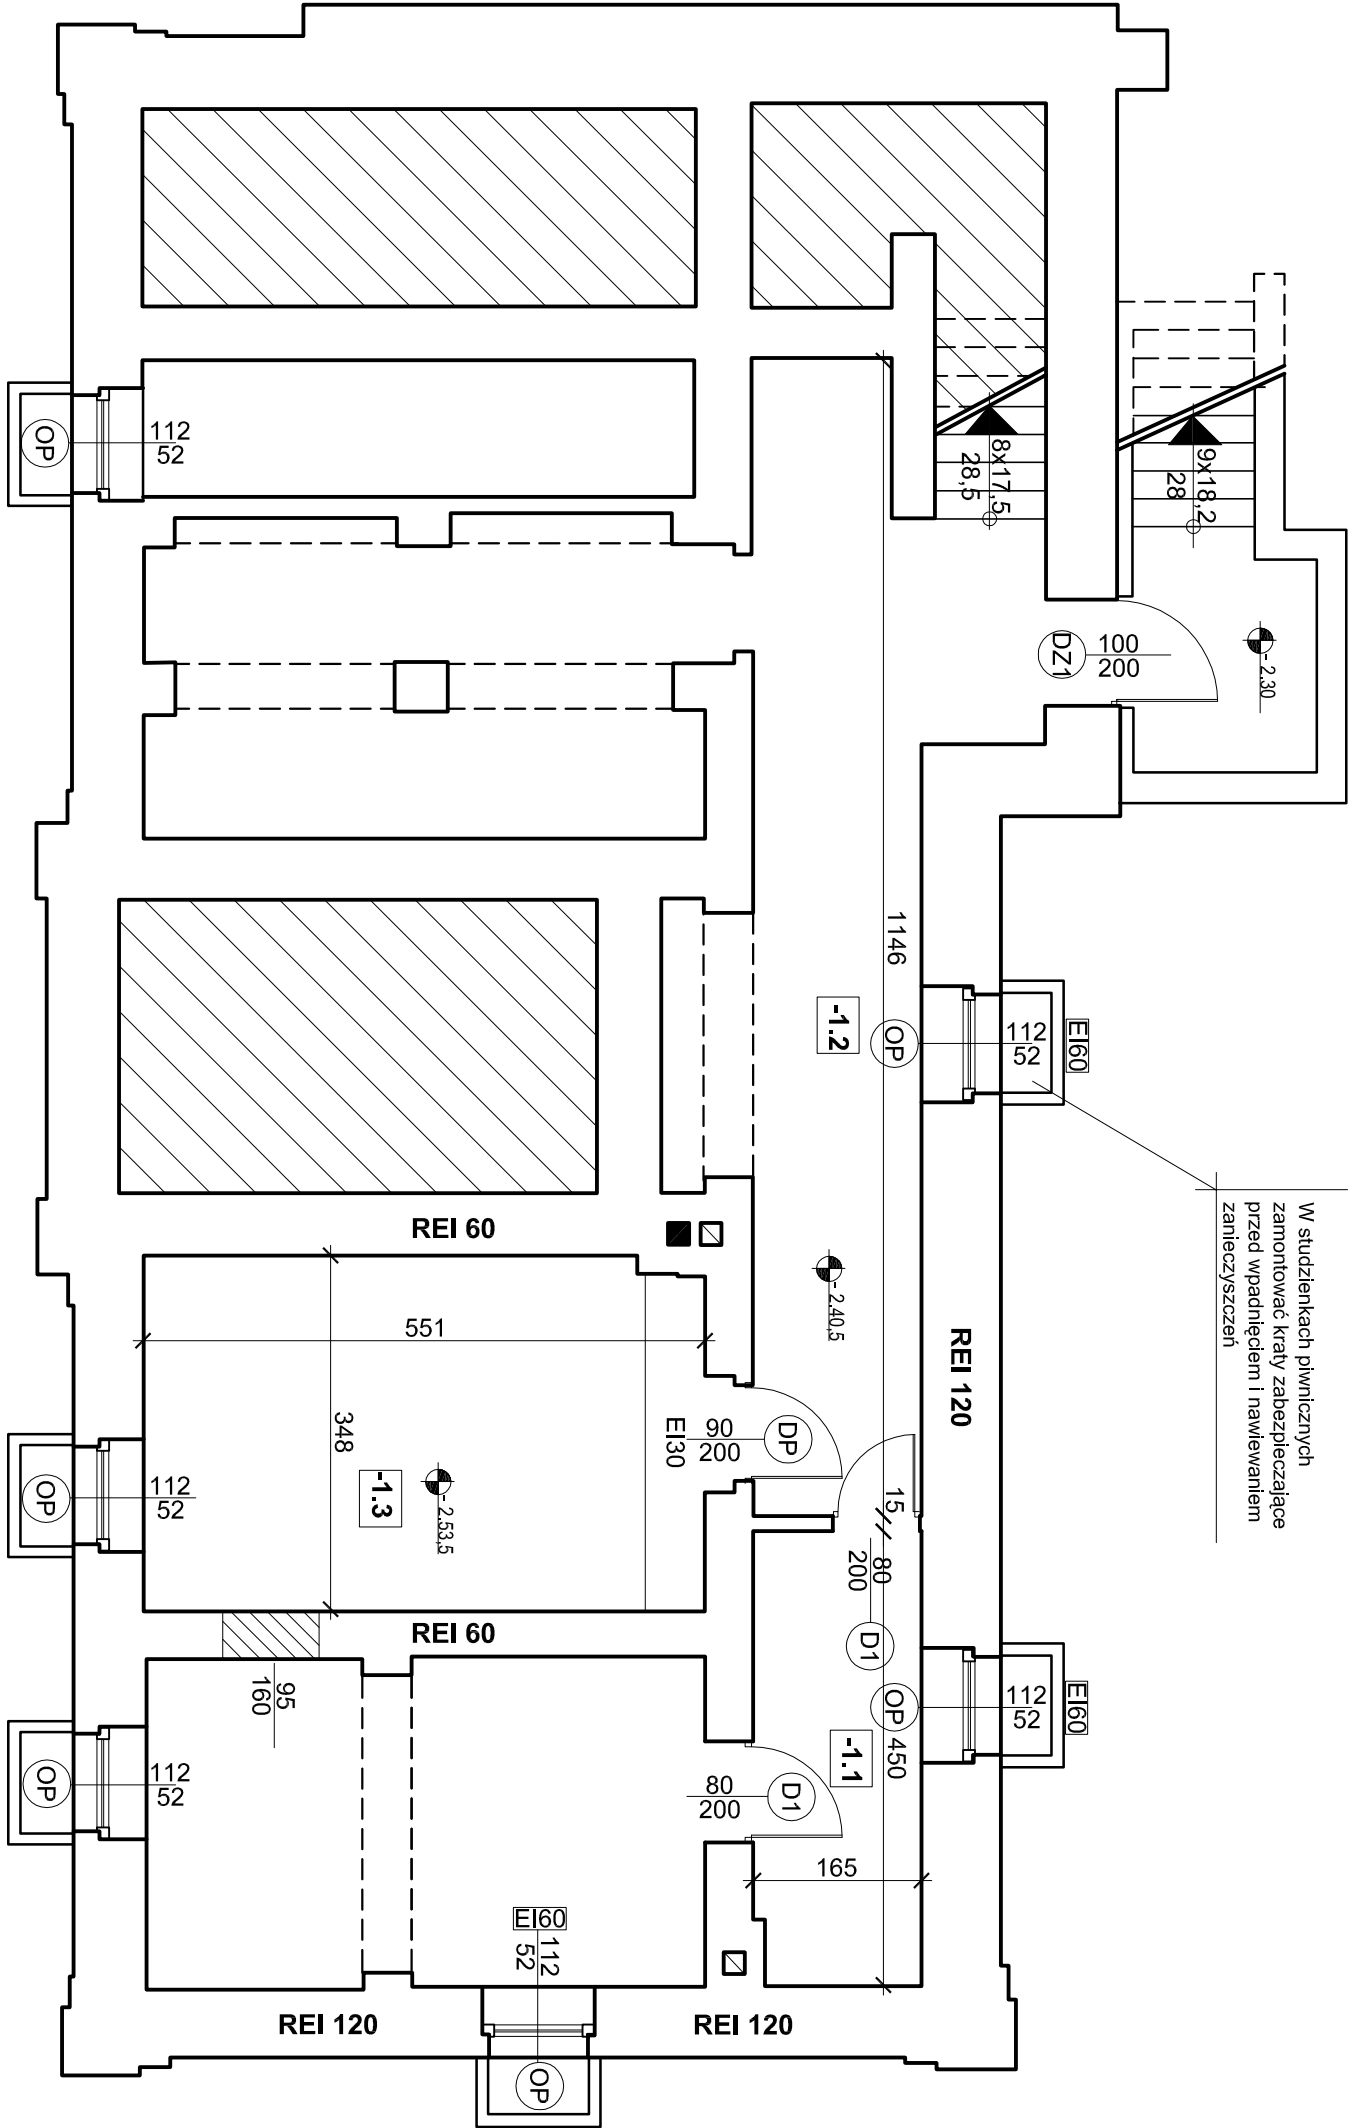 9x18,2
28
8x17,5
28,5
- 2,30
100
200
DZ1
112
52
OP
1146
-1.2
OP
112
52
EI60
W studzienkach piwnicznych
zamontować kraty zabezpieczające
przed wpadnięciem i nawiewaniem
zanieczyszczeń
REI 60
- 2.40,5
REI 120
551
348
-1.3
- 2.53,5
90
200
EI30
DP
15
80
200
D1
112
52
OP
REI 60
OP
112
52
EI60
450
-1.1
95
160
80
200
D1
112
52
OP
165
EI60
112
52
OP
REI 120
REI 120